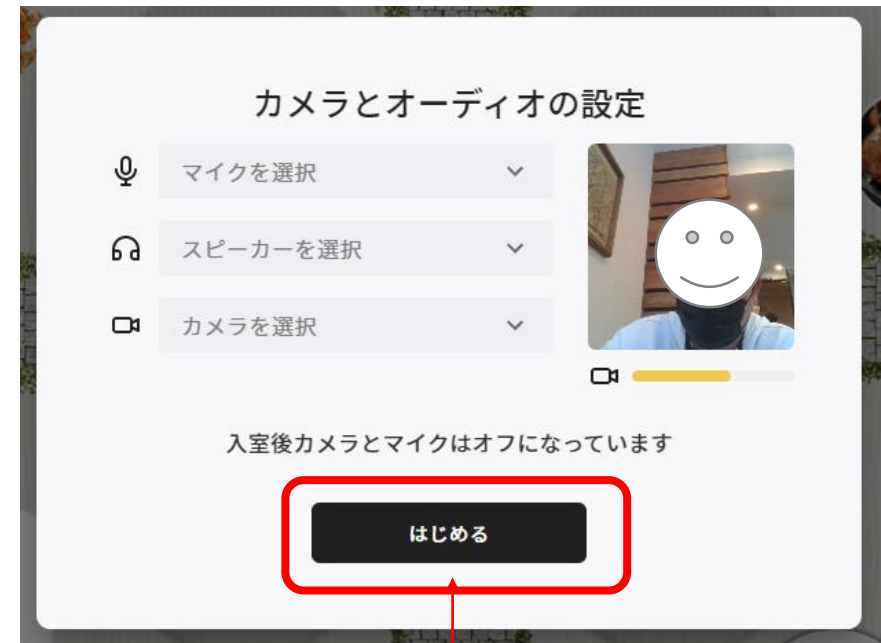 カメラとオーディオの設定
マイクを選択
スピーカーを選択
カメラを選択
入室後カメラとマイクはオフになっています
はじめる